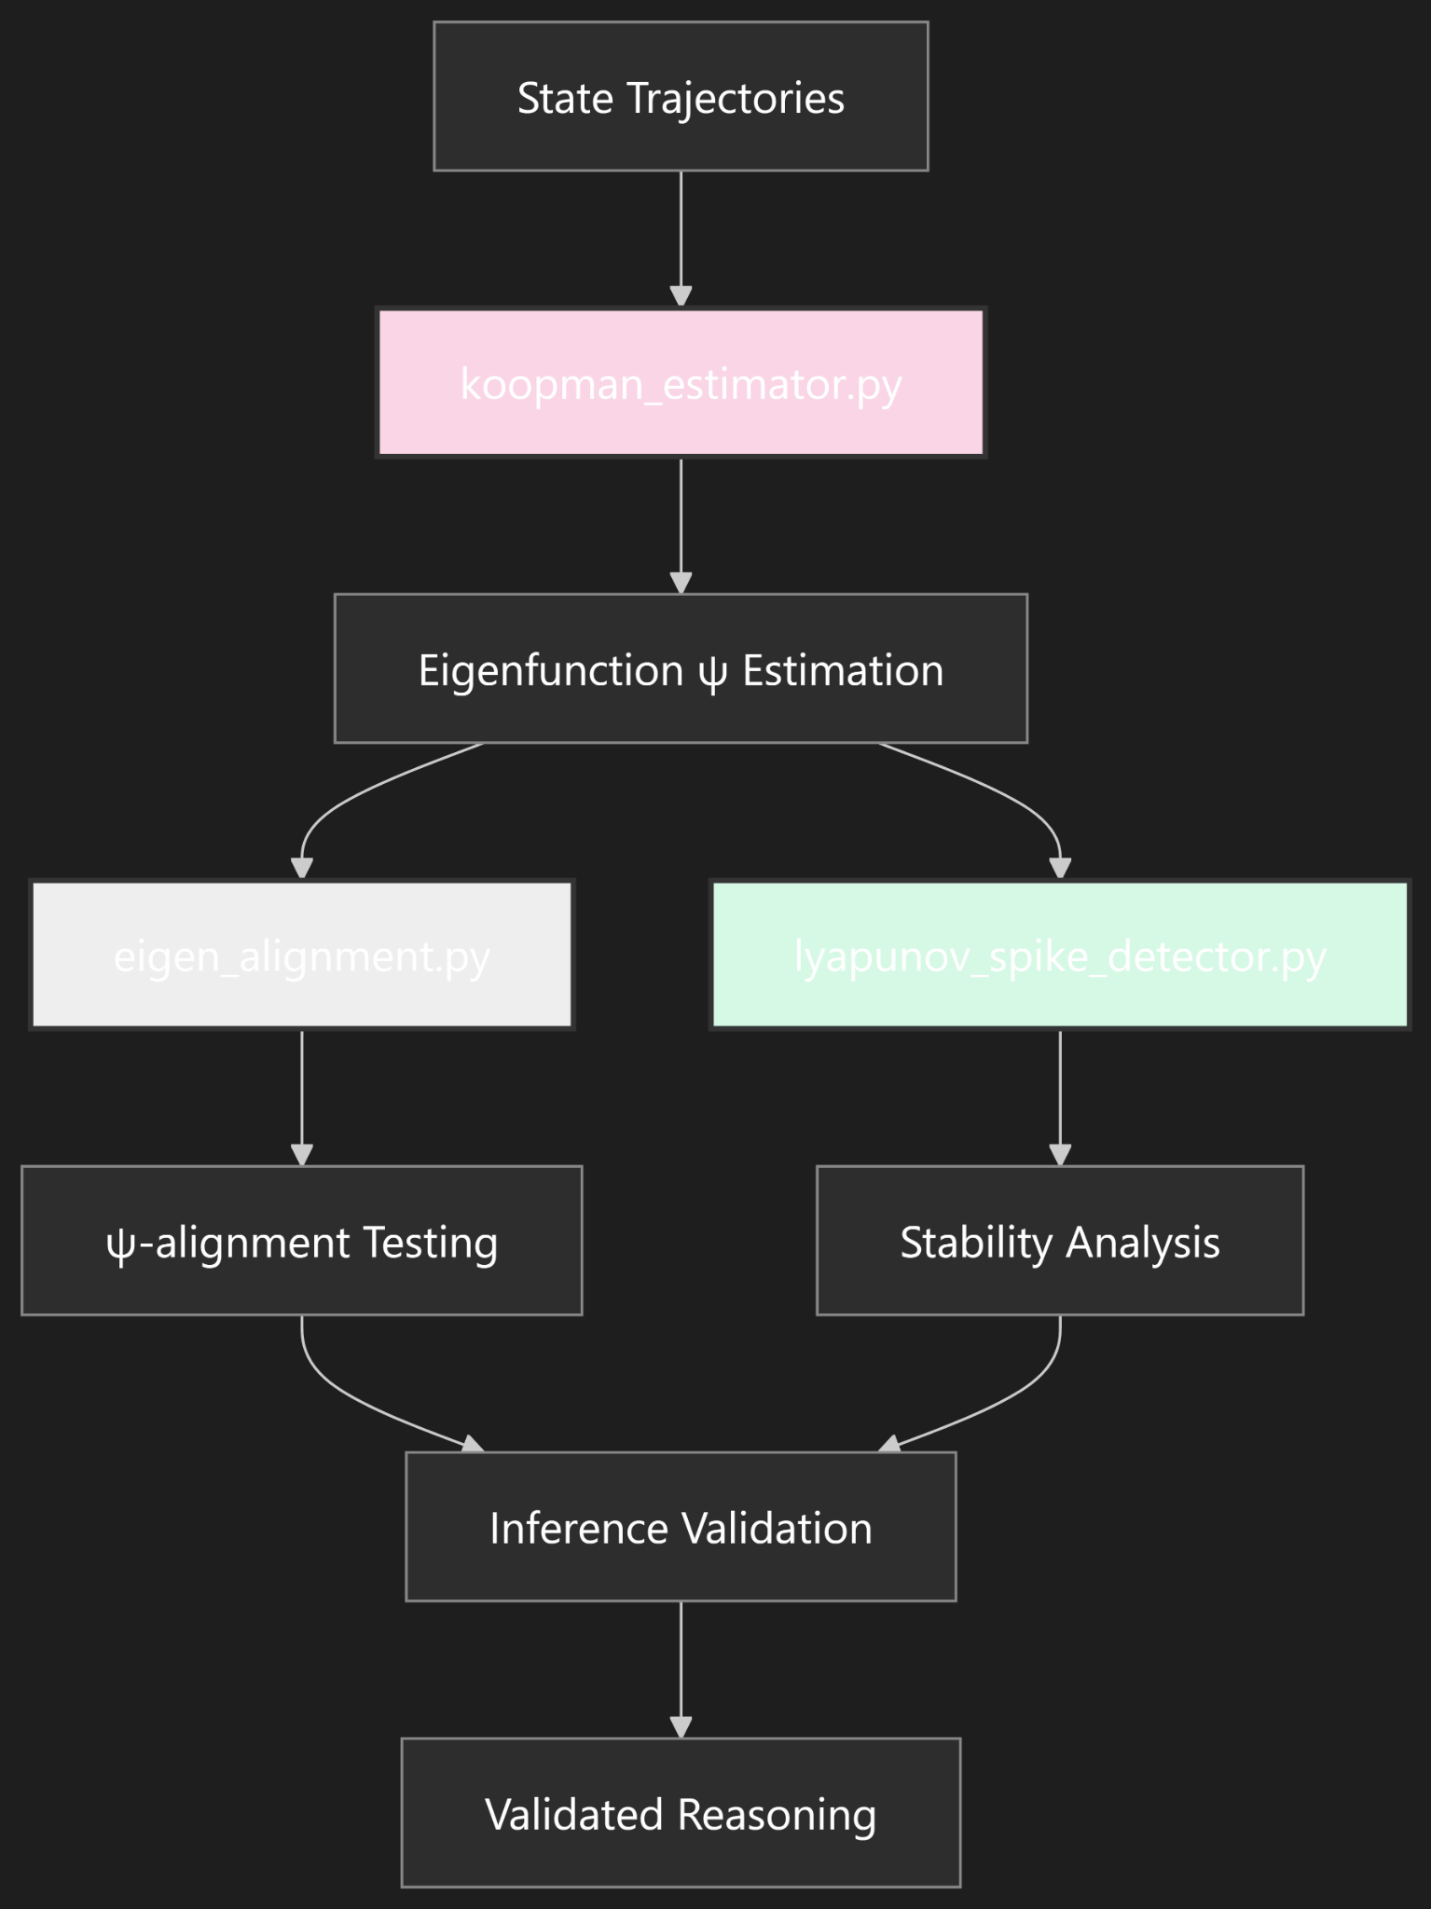 State Trajectories
koopman_estimator.py
Eigenfunction ψ Estimation
eigen_alignment.py
lyapunov_spike_detector.py
ψ-alignment Testing
Stability Analysis
Inference Validation
Validated Reasoning